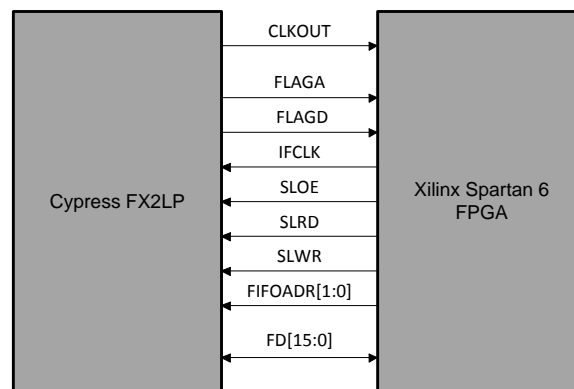 CLKOUT
FLAGA
FLAGD
IFCLK
SLOE
SLRD
SLWR
FIFOADR[1:0]
FD[15:0]
Cypress FX2LP
Xilinx Spartan 6
FPGA